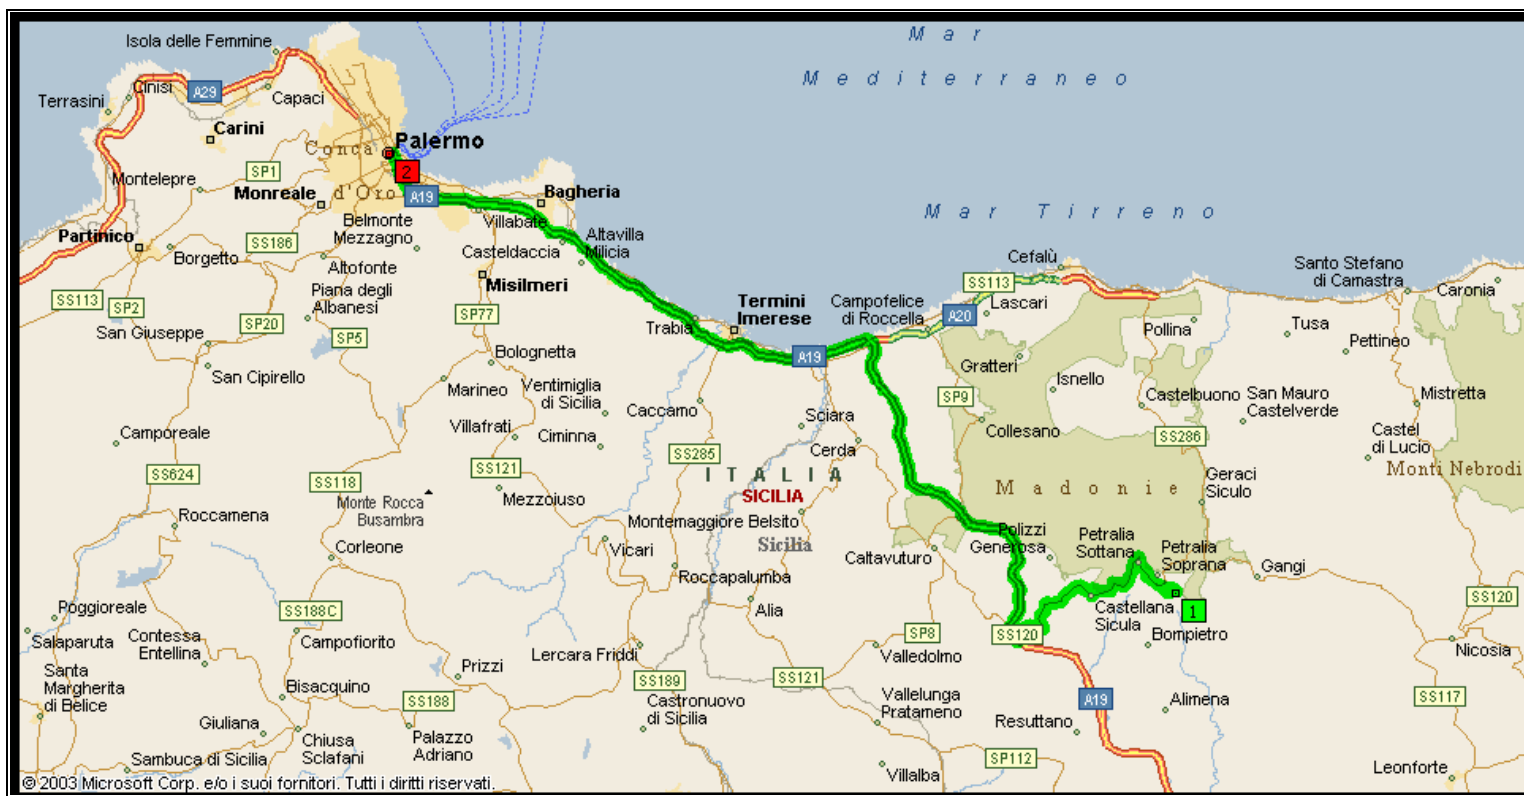 Mar
Mediterraneo
Isola delle Femmine
Cinisi
A29
Terrasini
Capaci
Carini
Palermo
Conca
d'Oro
2
SP1
Montelepre
Monreale
A19
Bagheria
Mar Tirreno
Belmonte
Mezzagno
Villabate
Altavilla
Milicia
Partinico
SS186
Borgetto
Casteldaccia
Altofonte
Misilmeri
Cefalù
Santo Stefano
di Camastra
Caronia
SS113
SP2
Piana degli
Albanesi
SS113
Lascari
Termini
Imerese
Campofelice
di Roccella
A20
SP20
SP77
Trabia
Pollina
Tusa
San Giuseppe
SP5
Pettineo
Bolognetta
A19
Gratteri
San Cipirello
Marineo
Ventimiglia
di Sicilia
Isnello
SP9
Castelbuono
San Mauro
Castelverde
Mistretta
Caccamo
Sciara
Camporeale
Villafrati
Ciminna
Collesano
SS286
Castel
di Lucio
SS624
SS118
SS121
SS285
Cerda
ITALIA
SICILIA
Monti Nebrodi
Geraci
Siculo
Madonie
Mezzoiuso
Monte Rocca
Busambra
Roccamena
Montemaggiore Belsito
Sicilia
Polizzi
Generosa
Petralia
Sottana
Petralia
Soprana
Corleone
Vicari
Caltavuturo
Gangi
Roccapalumba
SS188C
Alia
Castellana
Sicula
1
SS120
Poggioreale
Salaparuta
Contessa
Entellina
Campofiorito
SP8
SS120
Bompietro
Lercara Friddi
Valledolmo
Nicosia
Santa
Margherita
di Belice
Prizzi
SS189
SS121
Bisacquino
SS188
Castronuovo
di Sicilia
Vallelunga
Pratameno
A19
Alimena
SS117
Giuliana
Resuttano
Chiusa
Sclafani
Palazzo
Adriano
Sambuca di Sicilia
SP112
Villalba
Leonforte
© 2003 Microsoft Corp. e/o i suoi fornitori. Tutti i diritti riservati.